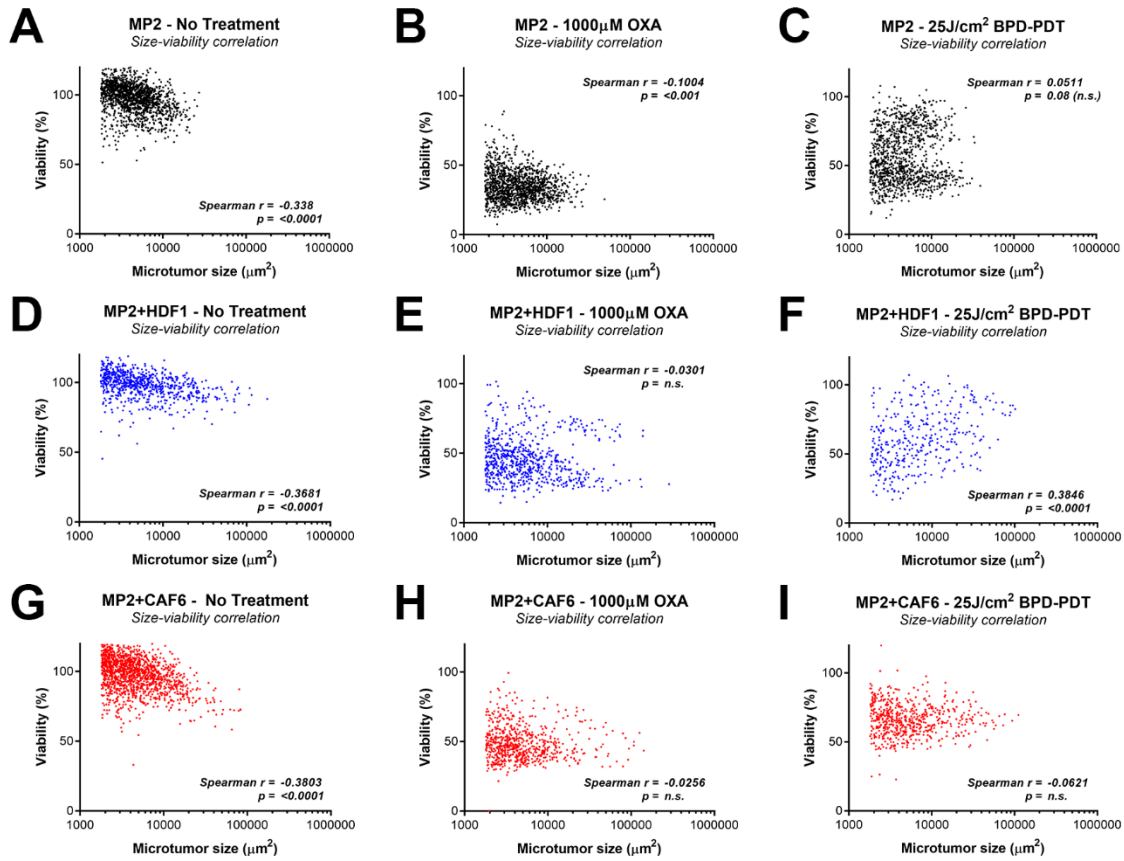 A
MP2 - No Treatment
Size-viability correlation
Viability (%)
100
50
0
Spearman r = -0.338
p = <0.0001
1000 10000 100000 1000000
Microtumor size (μm²)
B
MP2 - 1000μM OXA
Size-viability correlation
Spearman r = -0.1004
p = <0.001
Viability (%)
100
50
0
1000 10000 100000 1000000
Microtumor size (μm²)
C
MP2 - 25J/cm² BPD-PDT
Size-viability correlation
Spearman r = 0.0511
p = 0.08 (n.s.)
Viability (%)
100
50
0
1000 10000 100000 1000000
Microtumor size (μm²)
D
MP2+HDF1 - No Treatment
Size-viability correlation
Viability (%)
100
50
0
Spearman r = -0.3681
p = <0.0001
1000 10000 100000 1000000
Microtumor size (μm²)
E
MP2+HDF1 - 1000μM OXA
Size-viability correlation
Spearman r = -0.0301
p = n.s.
Viability (%)
100
50
0
1000 10000 100000 1000000
Microtumor size (μm²)
F
MP2+HDF1 - 25J/cm² BPD-PDT
Size-viability correlation
Viability (%)
100
50
0
Spearman r = 0.3846
p = <0.0001
1000 10000 100000 1000000
Microtumor size (μm²)
G
MP2+CAF6 - No Treatment
Size-viability correlation
Viability (%)
100
50
0
Spearman r = -0.3803
p = <0.0001
1000 10000 100000 1000000
Microtumor size (μm²)
H
MP2+CAF6 - 1000μM OXA
Size-viability correlation
Viability (%)
100
50
0
Spearman r = -0.0256
p = n.s.
1000 10000 100000 1000000
Microtumor size (μm²)
I
MP2+CAF6 - 25J/cm² BPD-PDT
Size-viability correlation
Viability (%)
100
50
0
Spearman r = -0.0621
p = n.s.
1000 10000 100000 1000000
Microtumor size (μm²)